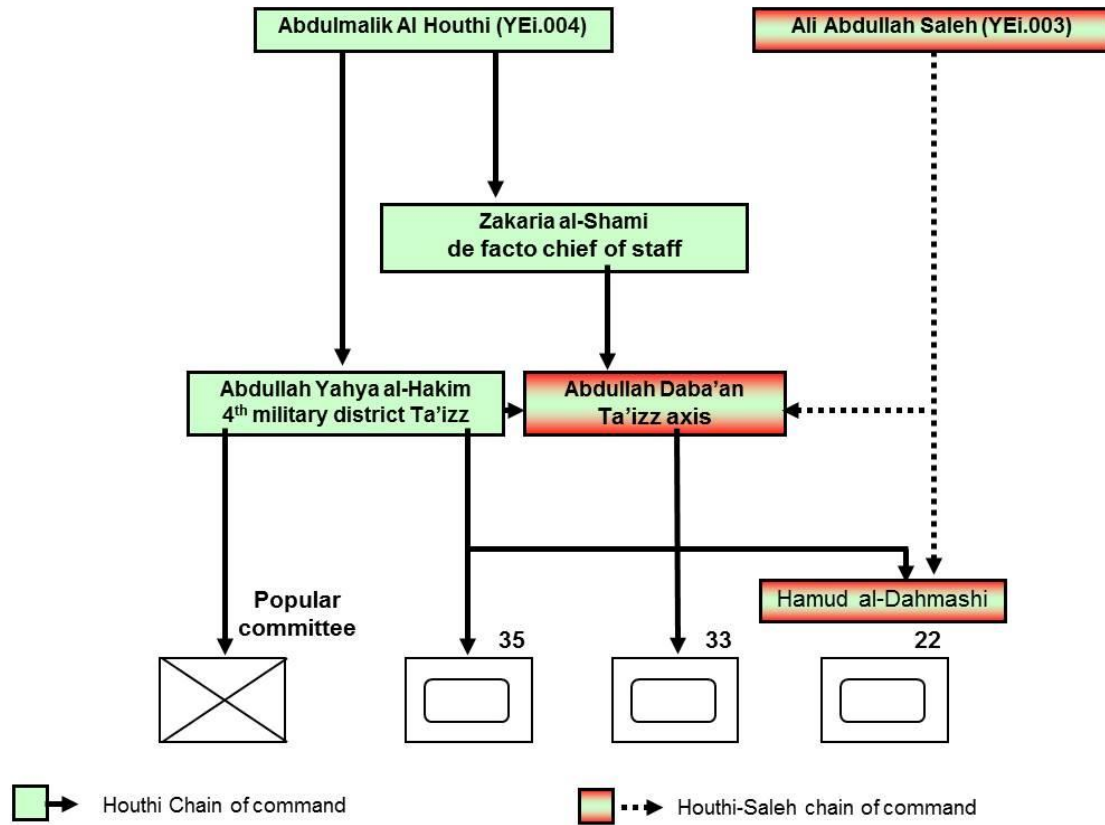 Abdulmalik Al Houthi (YEi.004)
Ali Abdullah Saleh (YEi.003)
Zakaria al-Shami
de facto chief of staff
Abdullah Yahya al-Hakim
4th military district Ta’izz
Abdullah Daba’an
Ta’izz axis
Hamud al-Dahmashi
Popular
committee
35
33
22
Houthi Chain of command
Houthi-Saleh chain of command